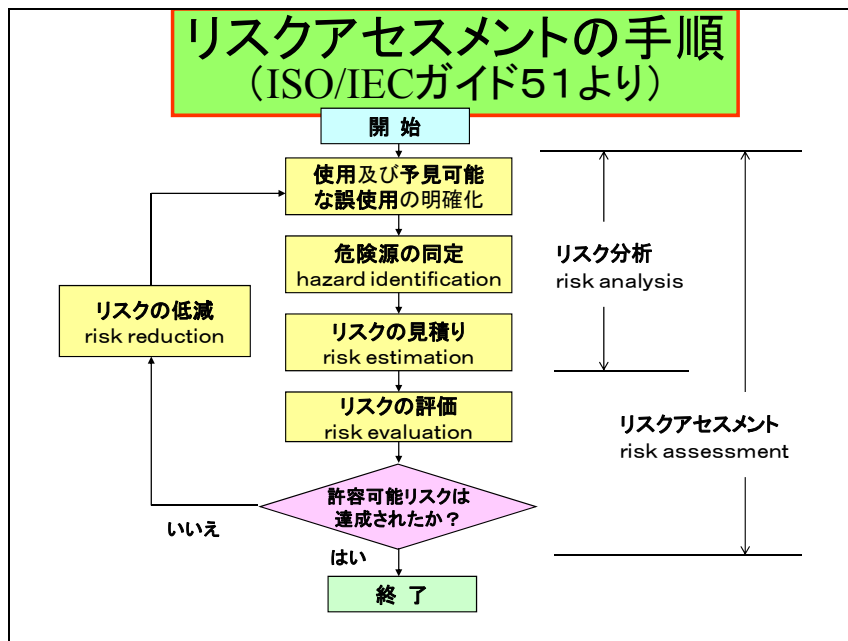 リスクアセスメントの手順
(ISO/IECガイド51より)
開 始
使用及び予見可能
な誤使用の明確化
危険源の同定
hazard identification
リスクの見積り
risk estimation
リスクの評価
risk evaluation
許容可能リスクは
達成されたか?
いいえ
はい
終 了
リスクの低減
risk reduction
リスク分析
risk analysis
リスクアセスメント
risk assessment